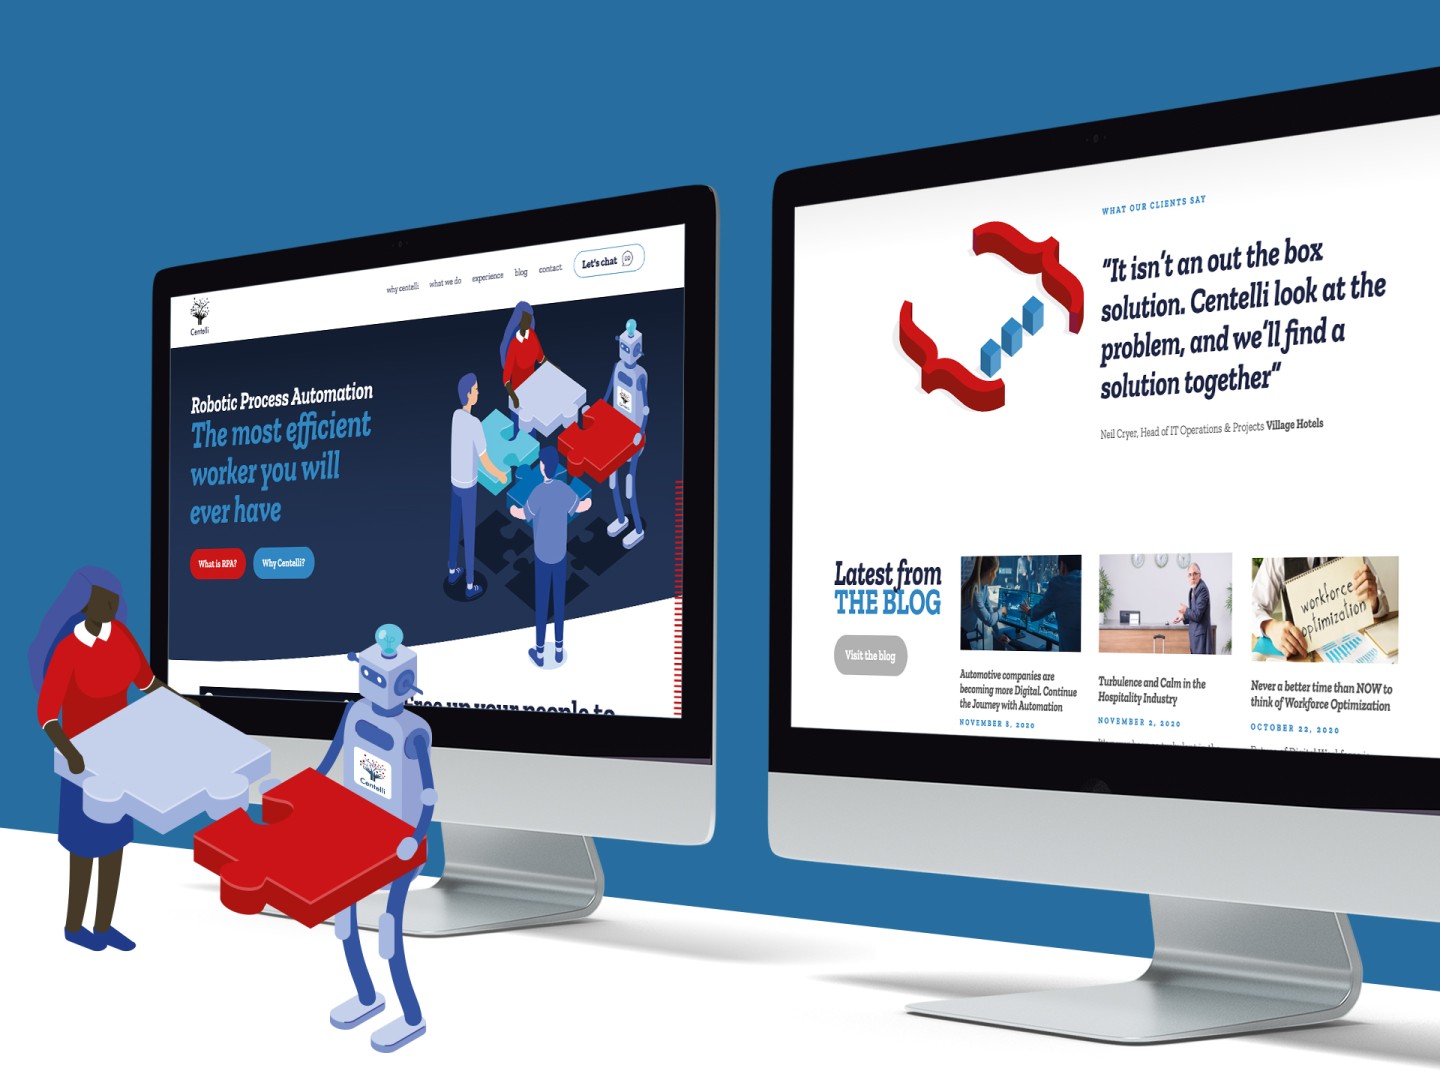 Centelli
why centelli
what we do
experience
blog
contact
Let's chat
Robotic Process Automation
The most efficient
worker you will
ever have
What is RPA?
Why Centelli?
free up your people to
Centelli
WHAT OUR CLIENTS SAY
“It isn't an out the box
solution. Centelli look at the
problem, and we'll find a
solution together”
Neil Cryer, Head of IT Operations & Projects Village Hotels
Latest from
THE BLOG
Visit the blog
Automotive companies are
becoming more Digital. Continue
the Journey with Automation
NOVEMBER 5, 2020
Turbulence and Calm in the
Hospitality Industry
NOVEMBER 2, 2020
workforce
optimization
Never a better time than NOW to
think of Workforce Optimization
OCTOBER 22, 2020